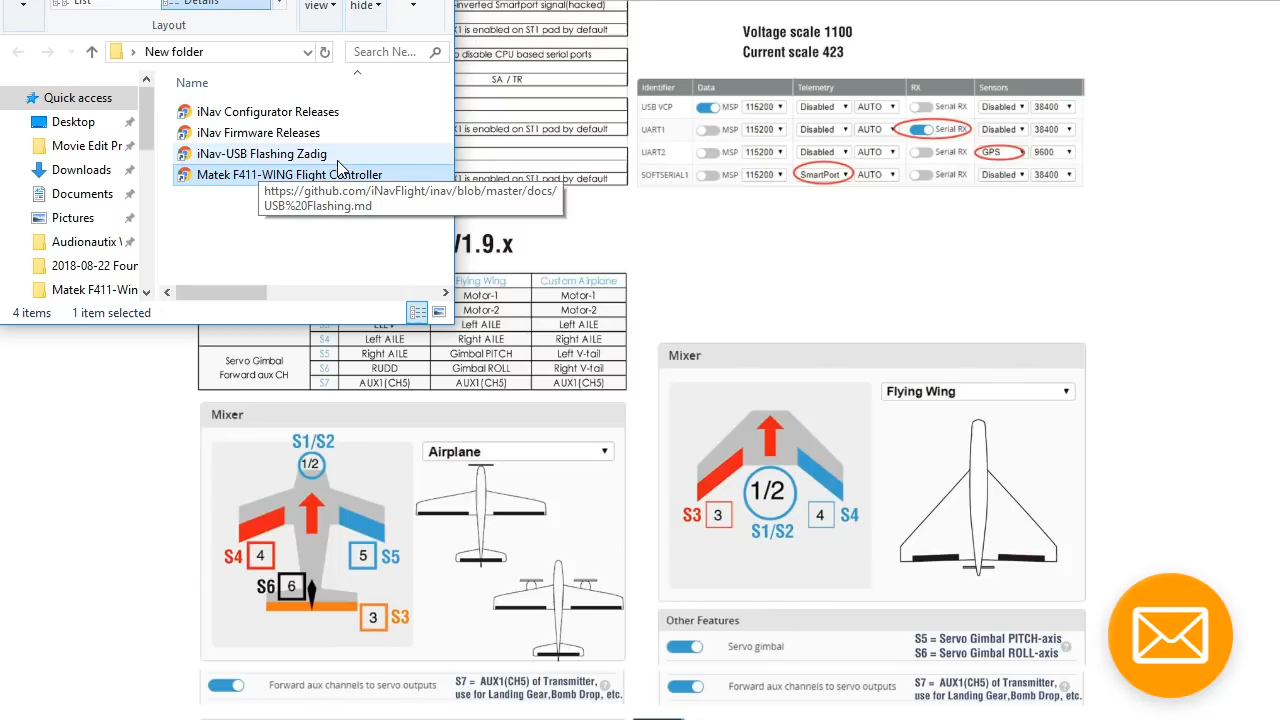 List
Details
view
hide
Layout
New folder
Search Ne...
Name
Quick access
Desktop
Movie Edit Pr
Downloads
Documents
Pictures
Audionautix
2018-08-22 Four
Matek F411-Win
iNav Configurator Releases
iNav Firmware Releases
iNav-USB Flashing Zadig
Matek F411-WING Flight Controller
https://github.com/iNavFlight/inav/blob/master/docs/
USB%20Flashing.md
4 items
1 item selected
-inverted Smartport signal(hacked)
X1 is enabled on ST1 pad by default
o disable CPU based serial ports
SA / TR
X1 is enabled on ST1 pad by default
X1 is enabled on ST1 pad by default
Voltage scale 1100
Current scale 423
Identifier Data Telemetry RX Sensors
USB VCP MSP 115200 Disabled AUTO Serial RX Disabled 38400
UART1 MSP 115200 Disabled AUTO Serial RX Disabled 38400
UART2 MSP 115200 Disabled AUTO Serial RX GPS 9600
SOFTSERIAL1 MSP 115200 SmartPort AUTO Serial RX Disabled 38400
/1.9.x
Flying Wing Custom Airplane
Motor-1 Motor-1
Motor-2 Motor-2
S3 ELEV Left AILE Left AILE
S4 Left AILE Right AILE Right AILE
Servo Gimbal
Forward aux CH
S5 Right AILE Gimbal PITCH Left V-tail
S6 RUDD Gimbal ROLL Right V-tail
S7 AUX1(CH5) AUX1(CH5) AUX1(CH5)
Mixer
S1/S2
1/2
Airplane
S4 4
5 S5
S6 6
3 S3
Forward aux channels to servo outputs
S7 = AUX1(CH5) of Transmitter,
use for Landing Gear,Bomb Drop, etc.
Mixer
Flying Wing
1/2
S3 3
4 S4
S1/S2
Other Features
Servo gimbal
S5 = Servo Gimbal PITCH-axis
S6 = Servo Gimbal ROLL-axis
Forward aux channels to servo outputs
S7 = AUX1(CH5) of Transmitter,
use for Landing Gear,Bomb Drop, etc.